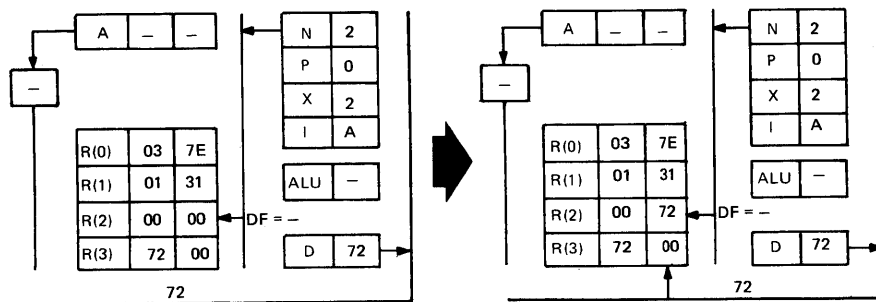 A – –
–
N 2
P 0
X 2
I A
R(0) 03 7E
R(1) 01 31
R(2) 00 00
R(3) 72 00
ALU –
DF = –
D 72
72
A – –
–
N 2
P 0
X 2
I A
R(0) 03 7E
R(1) 01 31
R(2) 00 72
R(3) 72 00
ALU –
DF = –
D 72
72